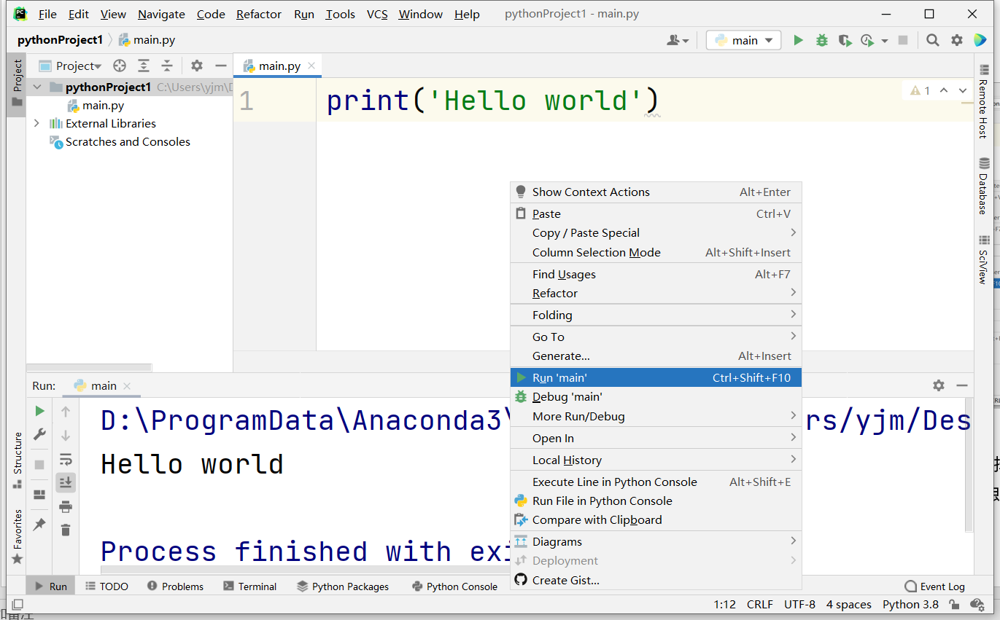 PC File Edit View Navigate Code Refactor Run Tools VCS Window Help pythonProject1 - main.py
pythonProject1 main.py main
Project Project main.py
pythonProject1 C:\Users\yjm\D
main.py
External Libraries
Scratches and Consoles
1 print('Hello world') 1
Remote Host
Database
SciView
Show Context Actions Alt+Enter
Paste Ctrl+V
Copy / Paste Special
Column Selection Mode Alt+Shift+Insert
Find Usages Alt+F7
Refactor
Folding
Go To
Generate... Alt+Insert
Run 'main' Ctrl+Shift+F10
Debug 'main'
More Run/Debug
Open In
Local History
Execute Line in Python Console Alt+Shift+E
Run File in Python Console
Compare with Clipboard
Diagrams
Deployment
Create Gist...
Run: main
D:\ProgramData\Anaconda3\ rs/yjm/Des
Hello world
Process finished with exi
Structure
Favorites
Run TODO Problems Terminal Python Packages Python Console Event Log
1:12 CRLF UTF-8 4 spaces Python 3.8